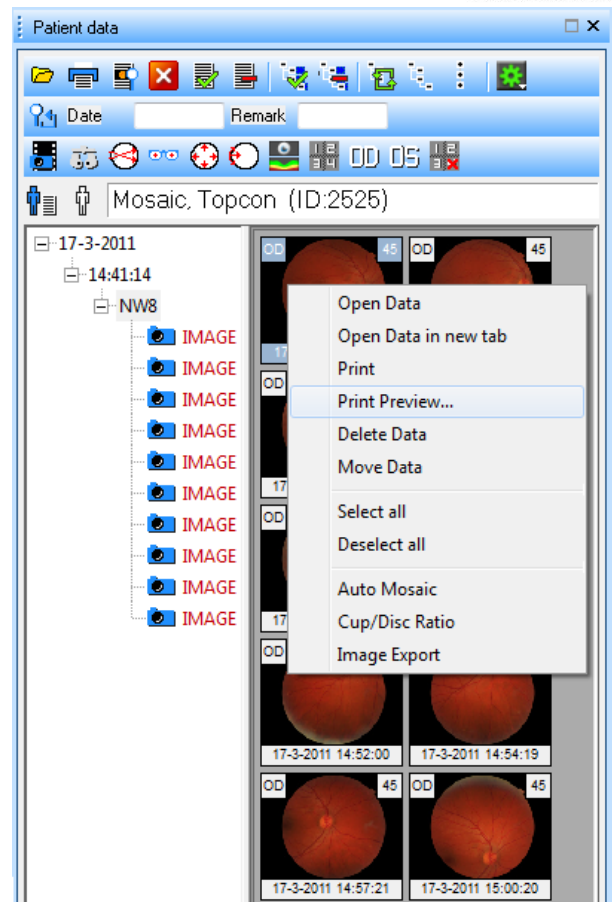 Patient data
Date
Remark
OD OS
Mosaic, Topcon (ID:2525)
17-3-2011
14:41:14
NW8
IMAGE
IMAGE
IMAGE
IMAGE
IMAGE
IMAGE
IMAGE
IMAGE
IMAGE
IMAGE
OD 45 OD 45
17
OD
17
OD
17
OD
Open Data
Open Data in new tab
Print
Print Preview...
Delete Data
Move Data
Select all
Deselect all
Auto Mosaic
Cup/Disc Ratio
Image Export
17-3-2011 14:52:00 17-3-2011 14:54:19
OD 45 OD 45
17-3-2011 14:57:21 17-3-2011 15:00:20